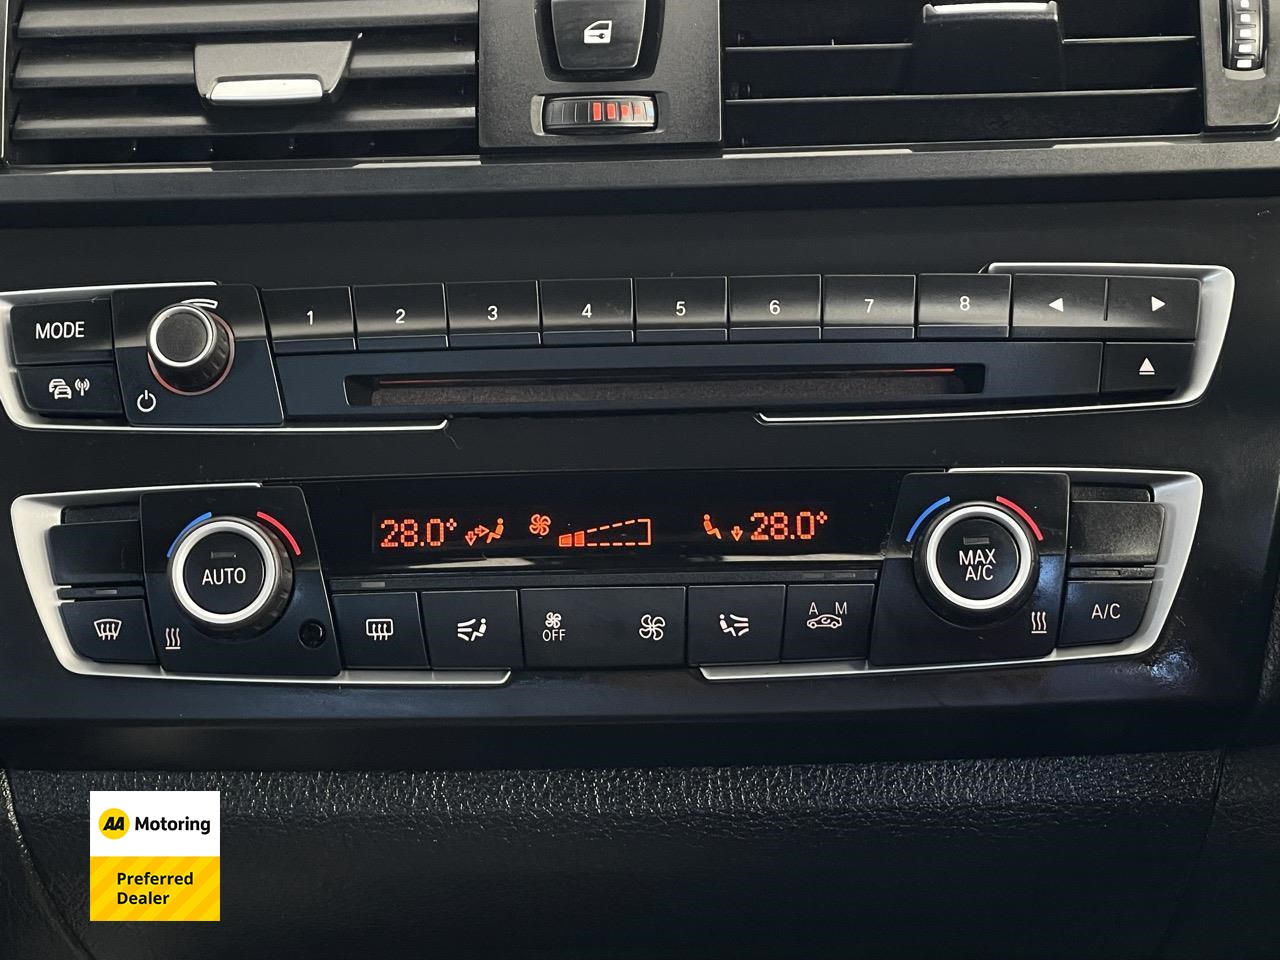 MODE
1 2 3 4 5 6 7 8
28.0° 28.0°
AUTO
MAX
A/C
OFF
A M
A/C
AA Motoring
Preferred
Dealer